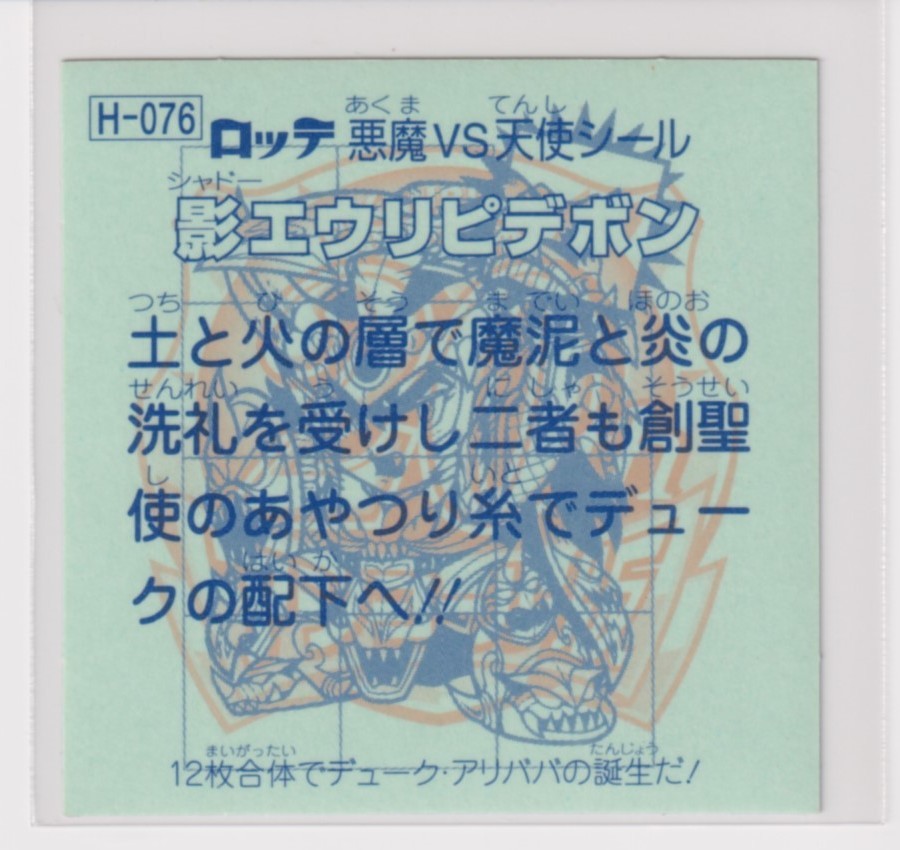 H-076
ロッテ 悪魔VS天使シール
あくま てんし
シャドー
影エウリピデボン
つち ひ そう ま でい ほのお
土と火の層で魔泥と炎の
せんれい う にしゃ そうせい
洗礼を受けし二者も創聖
し いと
使のあやつり糸でデュー
はいか
クの配下へ!!
まいがったい たんじょう
12枚合体でデューク・アリババの誕生だ!